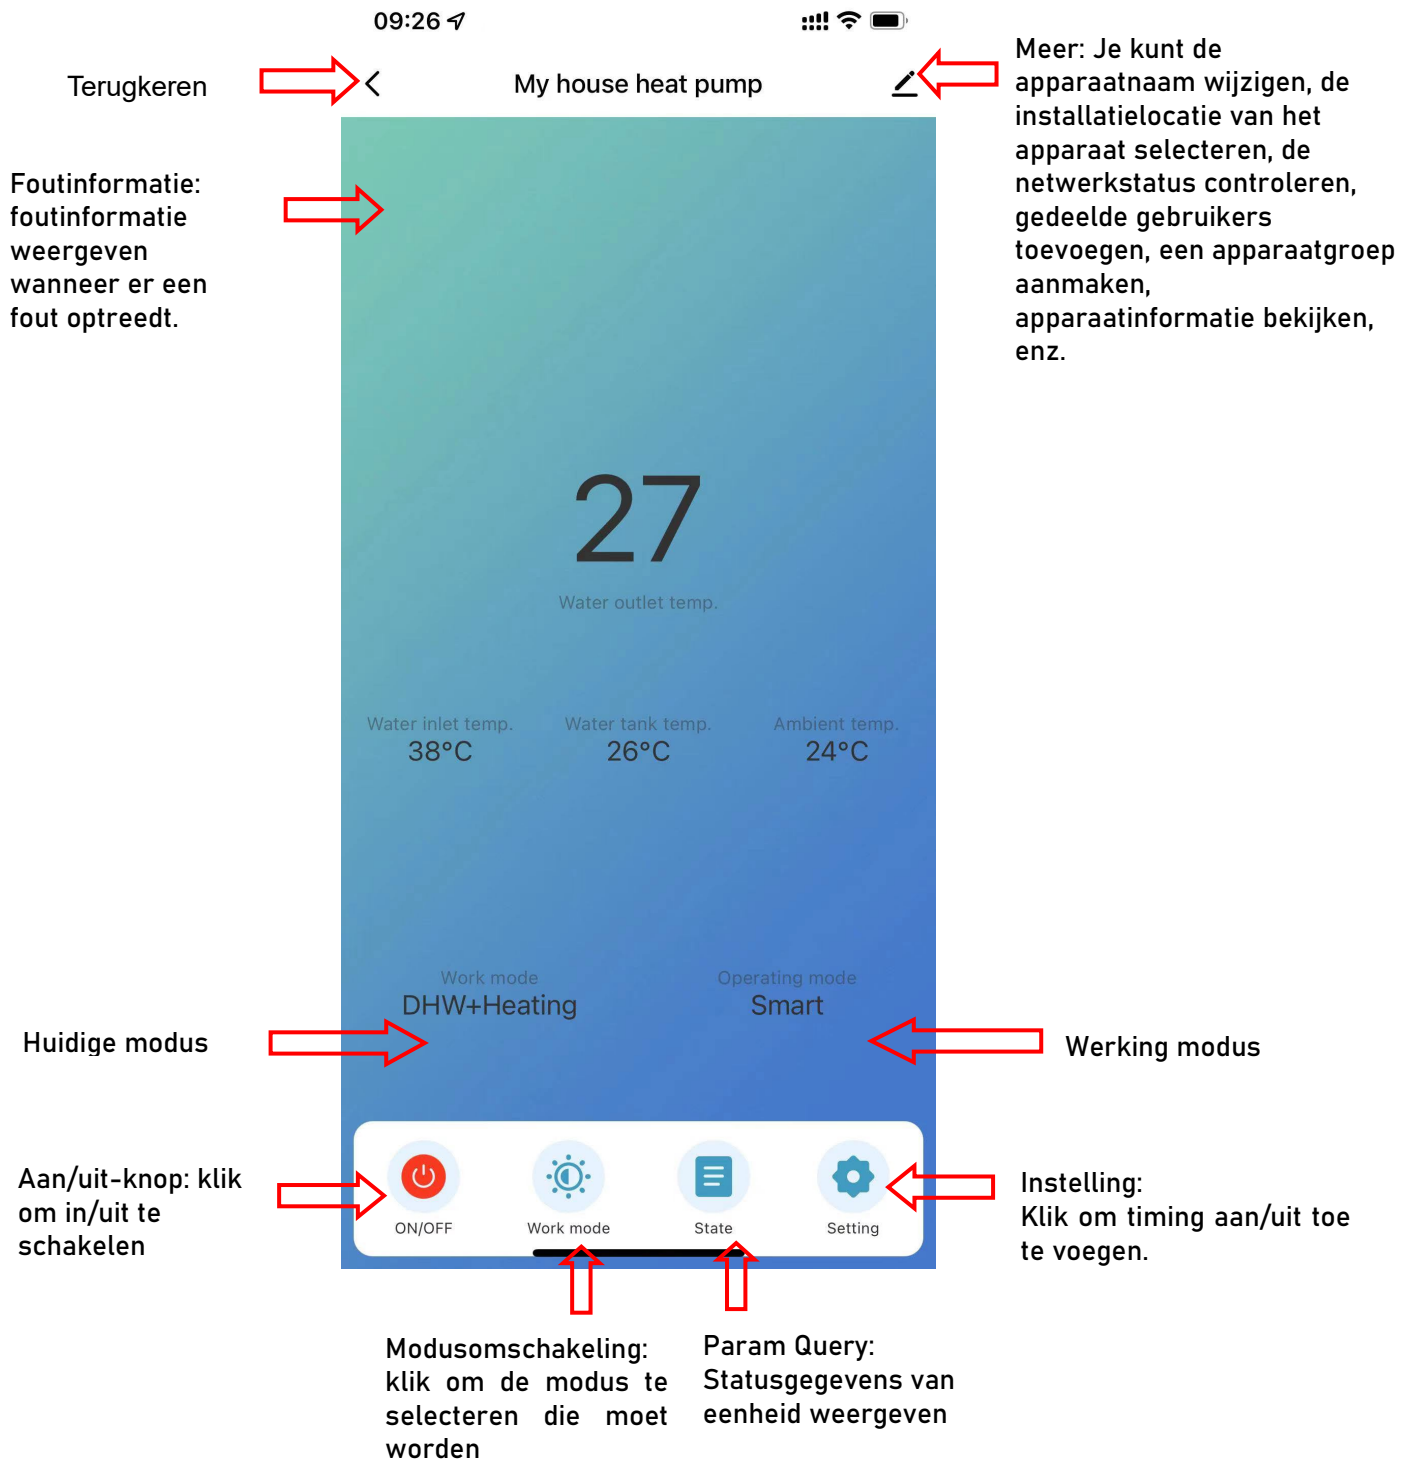 09:26
Terugkeren
My house heat pump
Meer: Je kunt de
apparaatnaam wijzigen, de
installatielocatie van het
apparaat selecteren, de
netwerkstatus controleren,
gedeelde gebruikers
toevoegen, een apparaatgroep
aanmaken,
apparaatinformatie bekijken,
enz.
Foutinformatie:
foutinformatie
weergeven
wanneer er een
fout optreedt.
27
Water outlet temp.
Water inlet temp.
38°C
Water tank temp.
26°C
Ambient temp.
24°C
Work mode
DHW+Heating
Operating mode
Smart
Huidige modus
Werking modus
Aan/uit-knop: klik
om in/uit te
schakelen
ON/OFF
Work mode
State
Setting
Instelling:
Klik om timing aan/uit toe
te voegen.
Modusomschakeling:
klik om de modus te
selecteren die moet
worden
Param Query:
Statusgegevens van
eenheid weergeven